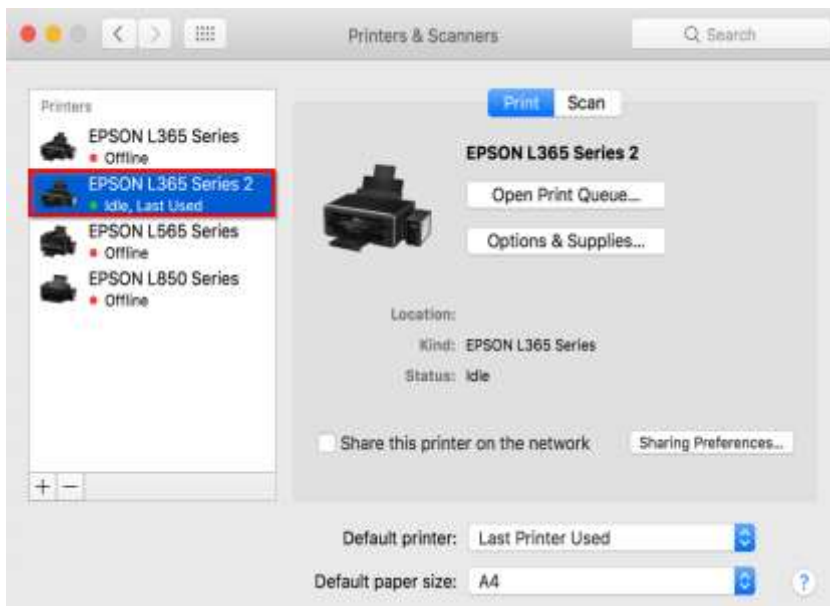 Printers & Scanners
Search
Printers
EPSON L365 Series
Offline
EPSON L365 Series 2
Idle, Last Used
EPSON L565 Series
Offline
EPSON L850 Series
Offline
+ −
Print Scan
EPSON L365 Series 2
Open Print Queue...
Options & Supplies...
Location:
Kind: EPSON L365 Series
Status: Idle
Share this printer on the network Sharing Preferences...
Default printer: Last Printer Used
Default paper size: A4
?